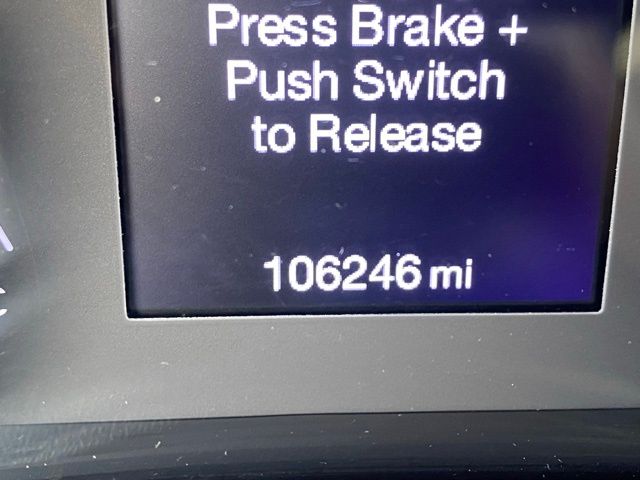 Press Brake +
Push Switch
to Release
106246 mi